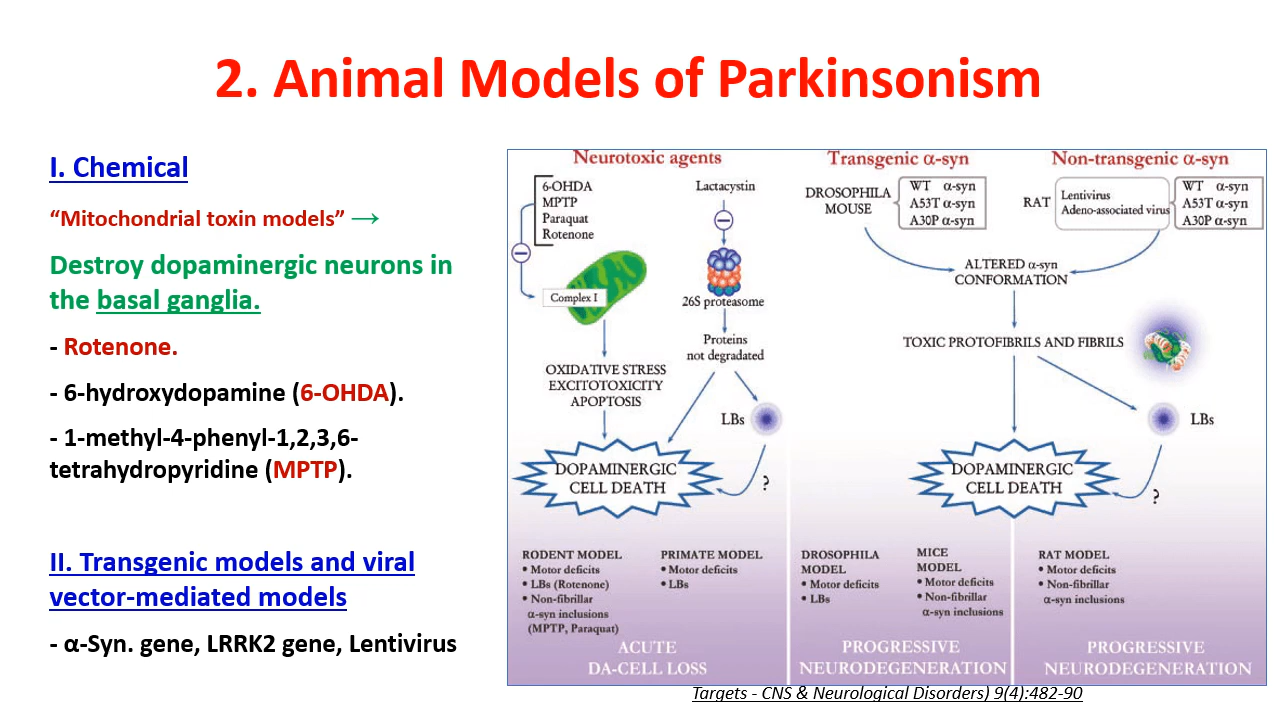 2. Animal Models of Parkinsonism
I. Chemical
“Mitochondrial toxin models” →
Destroy dopaminergic neurons in
the basal ganglia.
- Rotenone.
- 6-hydroxydopamine (6-OHDA).
- 1-methyl-4-phenyl-1,2,3,6-
tetrahydropyridine (MPTP).
II. Transgenic models and viral
vector-mediated models
- α-Syn. gene, LRRK2 gene, Lentivirus
Neurotoxic agents
6-OHDA
MPTP
Paraquat
Rotenone
Lactacystin
Complex I
26S proteasome
Proteins
not degraded
OXIDATIVE STRESS
EXCITOTOXICITY
APOPTOSIS
LBs
DOPAMINERGIC
CELL DEATH
?
RODENT MODEL
• Motor deficits
• LBs (Rotenone)
• Non-fibrillar
α-syn inclusions
(MPTP, Paraquat)
PRIMATE MODEL
• Motor deficits
• LBs
ACUTE
DA-CELL LOSS
Transgenic α-syn
DROSOPHILA
MOUSE
WT α-syn
A53T α-syn
A30P α-syn
Non-transgenic α-syn
RAT
Lentivirus
Adeno-associated virus
WT α-syn
A53T α-syn
A30P α-syn
ALTERED α-syn
CONFORMATION
TOXIC PROTOFIBRILS AND FIBRILS
LBs
DOPAMINERGIC
CELL DEATH
?
DROSOPHILA
MODEL
• Motor deficits
• LBs
MICE
MODEL
• Motor deficits
• Non-fibrillar
α-syn inclusions
PROGRESSIVE
NEURODEGENERATION
RAT MODEL
• Motor deficits
• Non-fibrillar
α-syn inclusions
PROGRESSIVE
NEURODEGENERATION
Targets - CNS & Neurological Disorders) 9(4):482-90